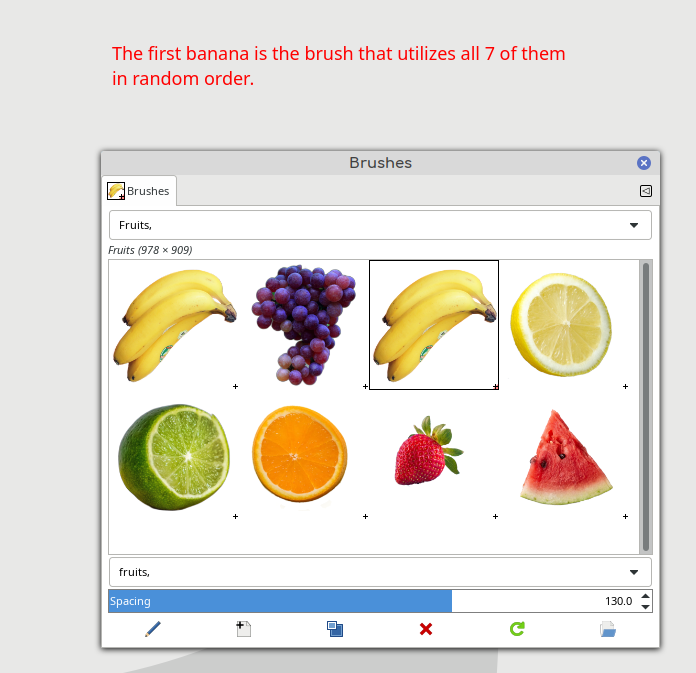 The first banana is the brush that utilizes all 7 of them
in random order.
Brushes
Brushes
Fruits,
Fruits (978 × 909)
fruits,
Spacing 130.0